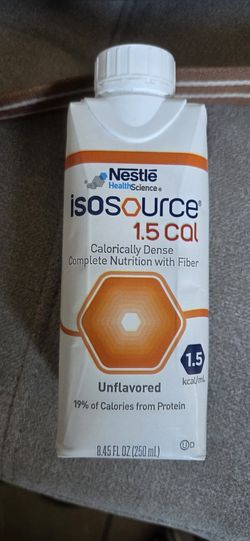 Nestlē
HealthScience®
isosource®
1.5 cal
Calorically Dense
Complete Nutrition with Fiber
1.5
kcal/mL
Unflavored
19% of Calories from Protein
8.45 FL OZ (250 mL)
U D